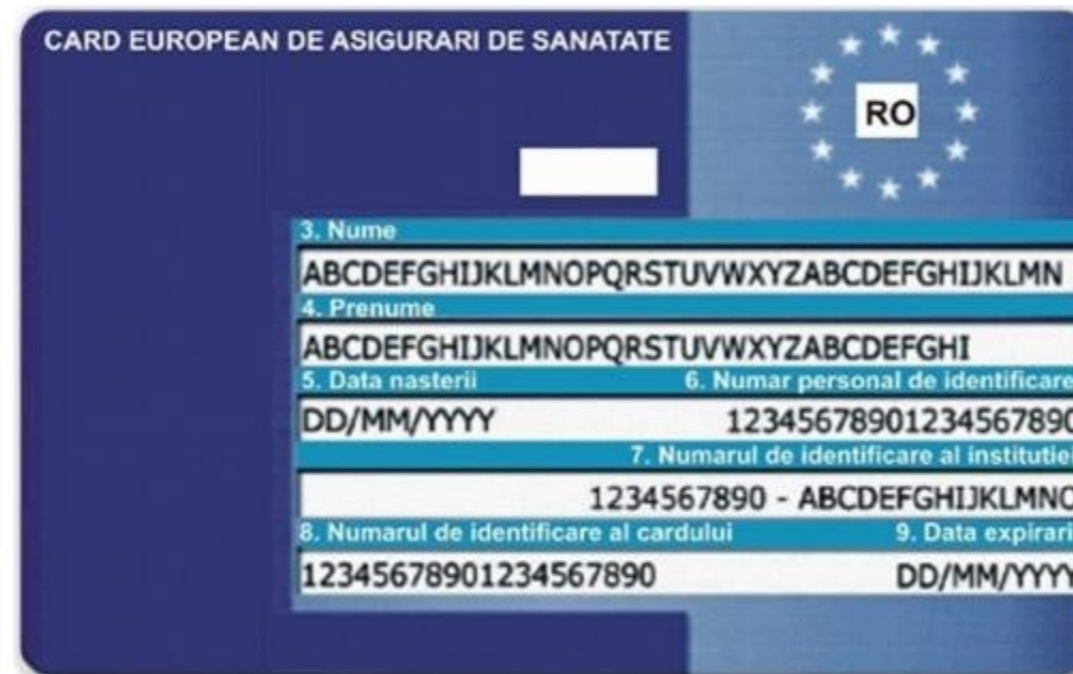 CARD EUROPEAN DE ASIGURARI DE SANATATE
RO
3. Nume
ABCDEFGHIJKLMNOPQRSTUVWXYZABCDEFGHIJKLMN
4. Prenume
ABCDEFGHIJKLMNOPQRSTUVWXYZABCDEFGHI
5. Data nasterii 6. Numar personal de identificare
DD/MM/YYYY 12345678901234567890
7. Numarul de identificare al institutiei
1234567890 - ABCDEFGHIJKLMNO
8. Numarul de identificare al cardului 9. Data expirarii
12345678901234567890 DD/MM/YYYY